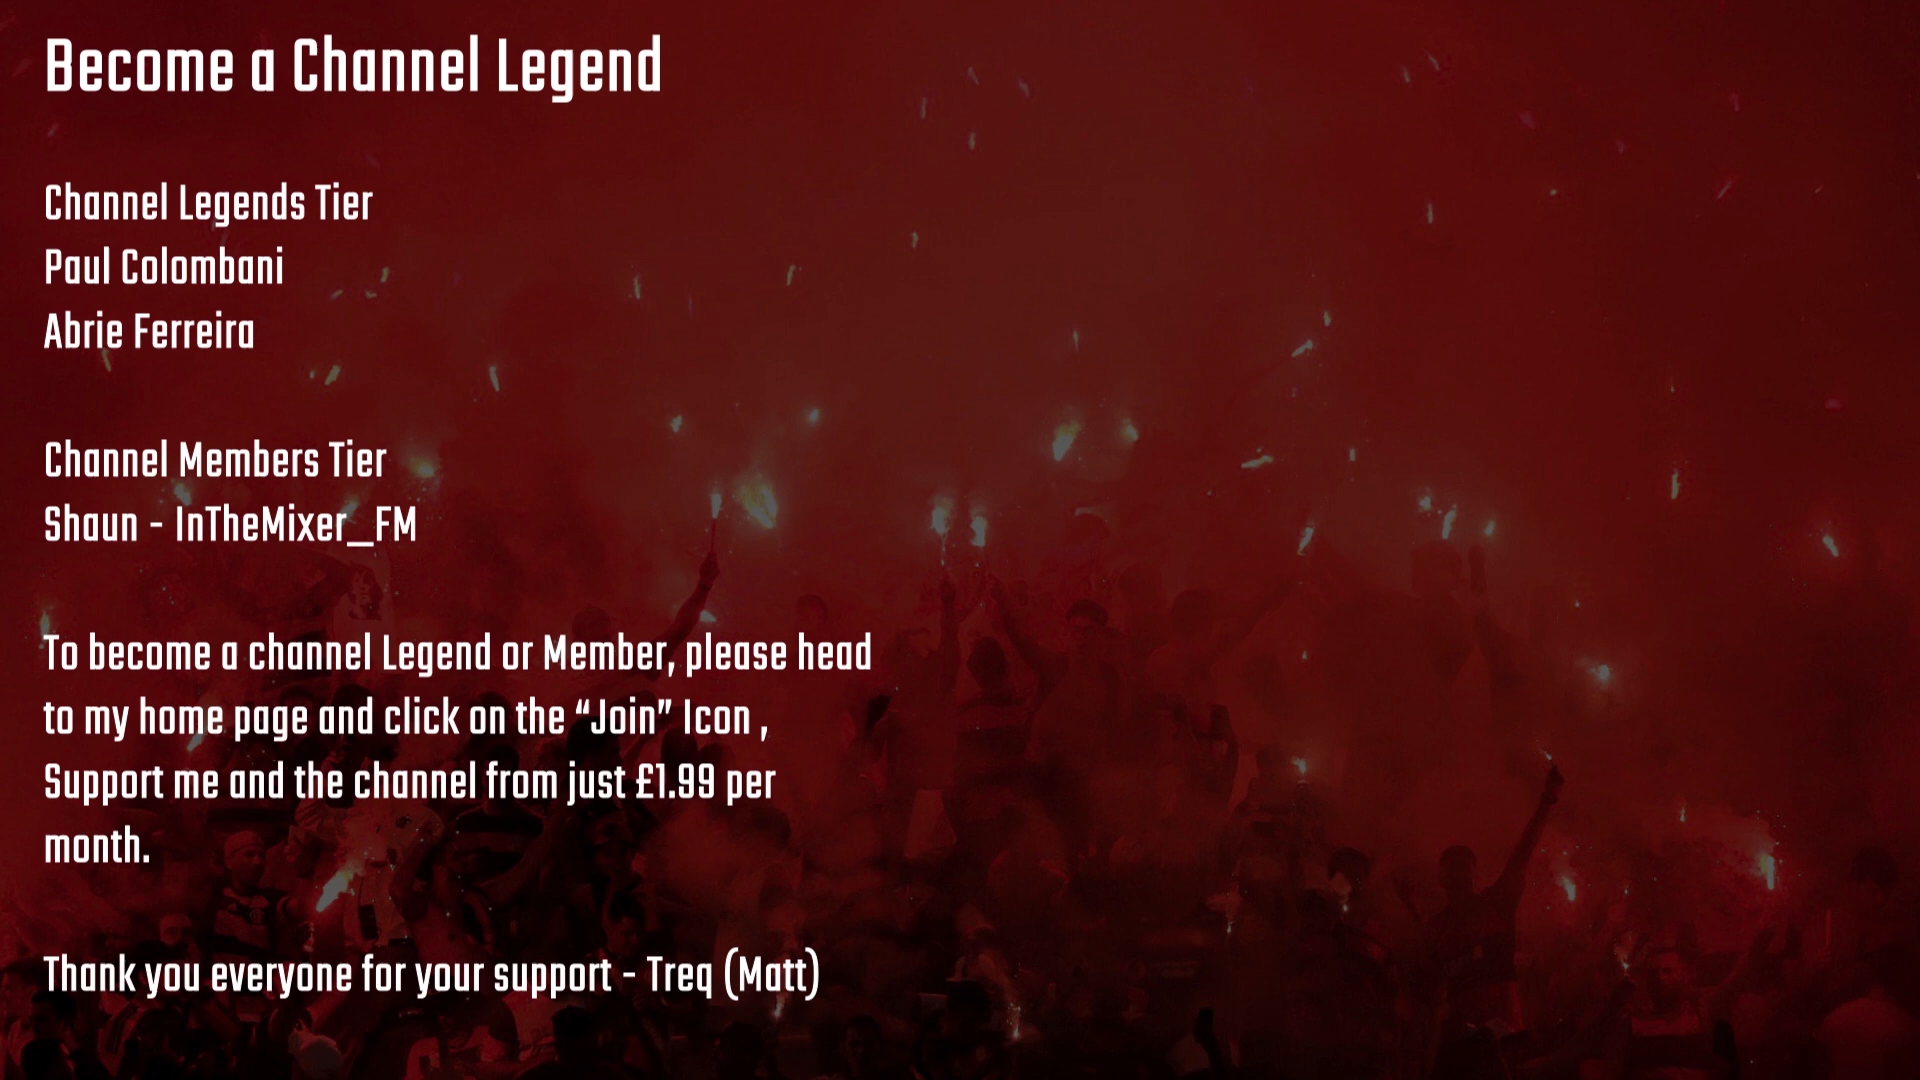 Become a Channel Legend
Channel Legends Tier
Paul Colombani
Abrie Ferreira
Channel Members Tier
Shaun - InTheMixer_FM
To become a channel Legend or Member, please head
to my home page and click on the “Join” Icon ,
Support me and the channel from just £1.99 per
month.
Thank you everyone for your support - Treq (Matt)